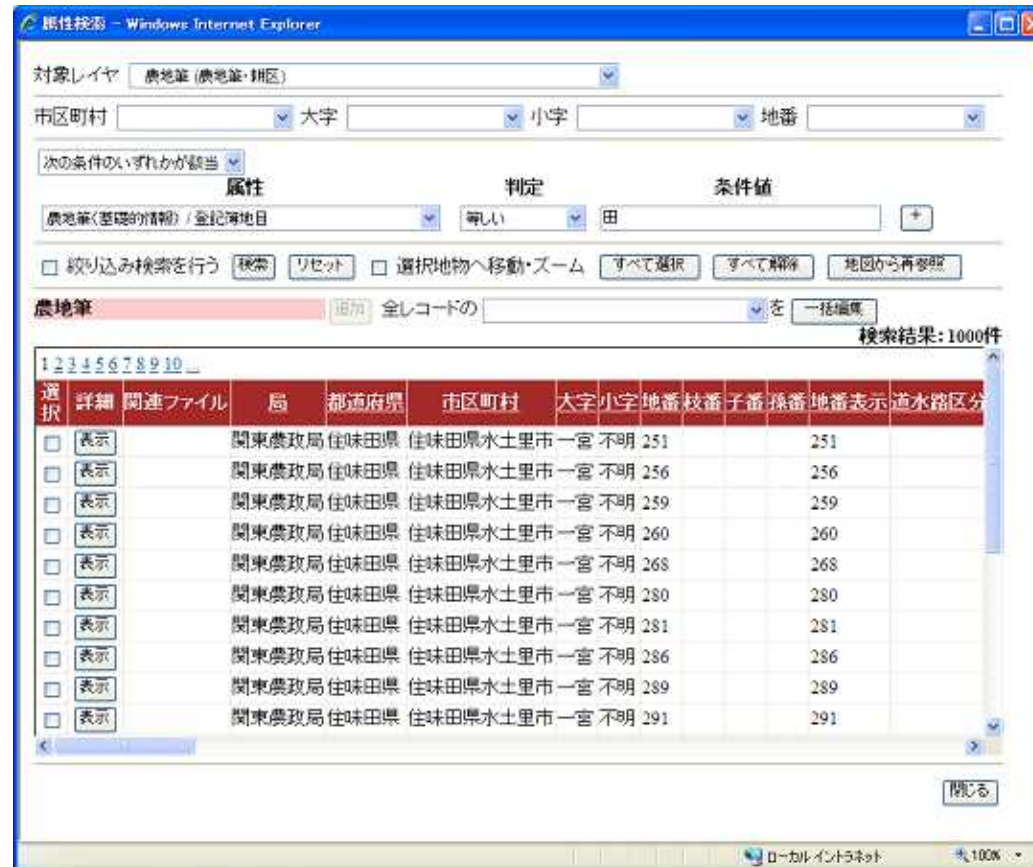 属性検索 - Windows Internet Explorer
対象レイヤ 農地筆(農地筆・耕区)
市区町村 大字 小字 地番
次の条件のいずれかが該当
属性 判定 条件値
農地筆(基礎的情報) / 登記簿地目 等しい 田 +
絞り込み検索を行う 検索 リセット 選択地物へ移動・ズーム すべて選択 すべて解除 地図から再参照
農地筆 追加 全レコードの を 一括編集
検索結果:1000件
1 2 3 4 5 6 7 8 9 10 ...
選択 詳細 関連ファイル 局 都道府県 市区町村 大字 小字 地番 枝番 子番 孫番 地番表示 道水路区分
表示 関東農政局 住味田県 住味田県水土里市 一宮 不明 251 251
表示 関東農政局 住味田県 住味田県水土里市 一宮 不明 256 256
表示 関東農政局 住味田県 住味田県水土里市 一宮 不明 259 259
表示 関東農政局 住味田県 住味田県水土里市 一宮 不明 260 260
表示 関東農政局 住味田県 住味田県水土里市 一宮 不明 268 268
表示 関東農政局 住味田県 住味田県水土里市 一宮 不明 280 280
表示 関東農政局 住味田県 住味田県水土里市 一宮 不明 281 281
表示 関東農政局 住味田県 住味田県水土里市 一宮 不明 286 286
表示 関東農政局 住味田県 住味田県水土里市 一宮 不明 289 289
表示 関東農政局 住味田県 住味田県水土里市 一宮 不明 291 291
閉じる
ローカル イントラネット 100%